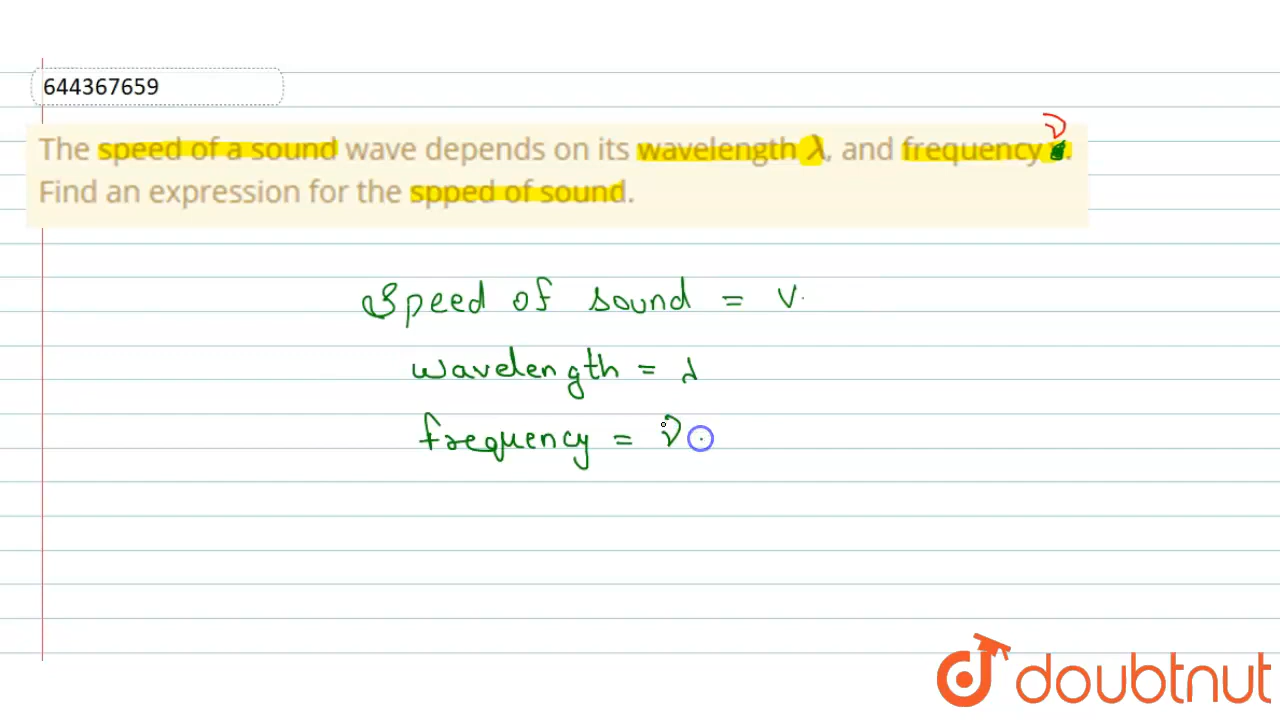 644367659
ν
The speed of a sound wave depends on its wavelength λ, and frequency .
Find an expression for the spped of sound.
Speed of sound = v.
wavelength = λ
frequency = ν
doubtnut